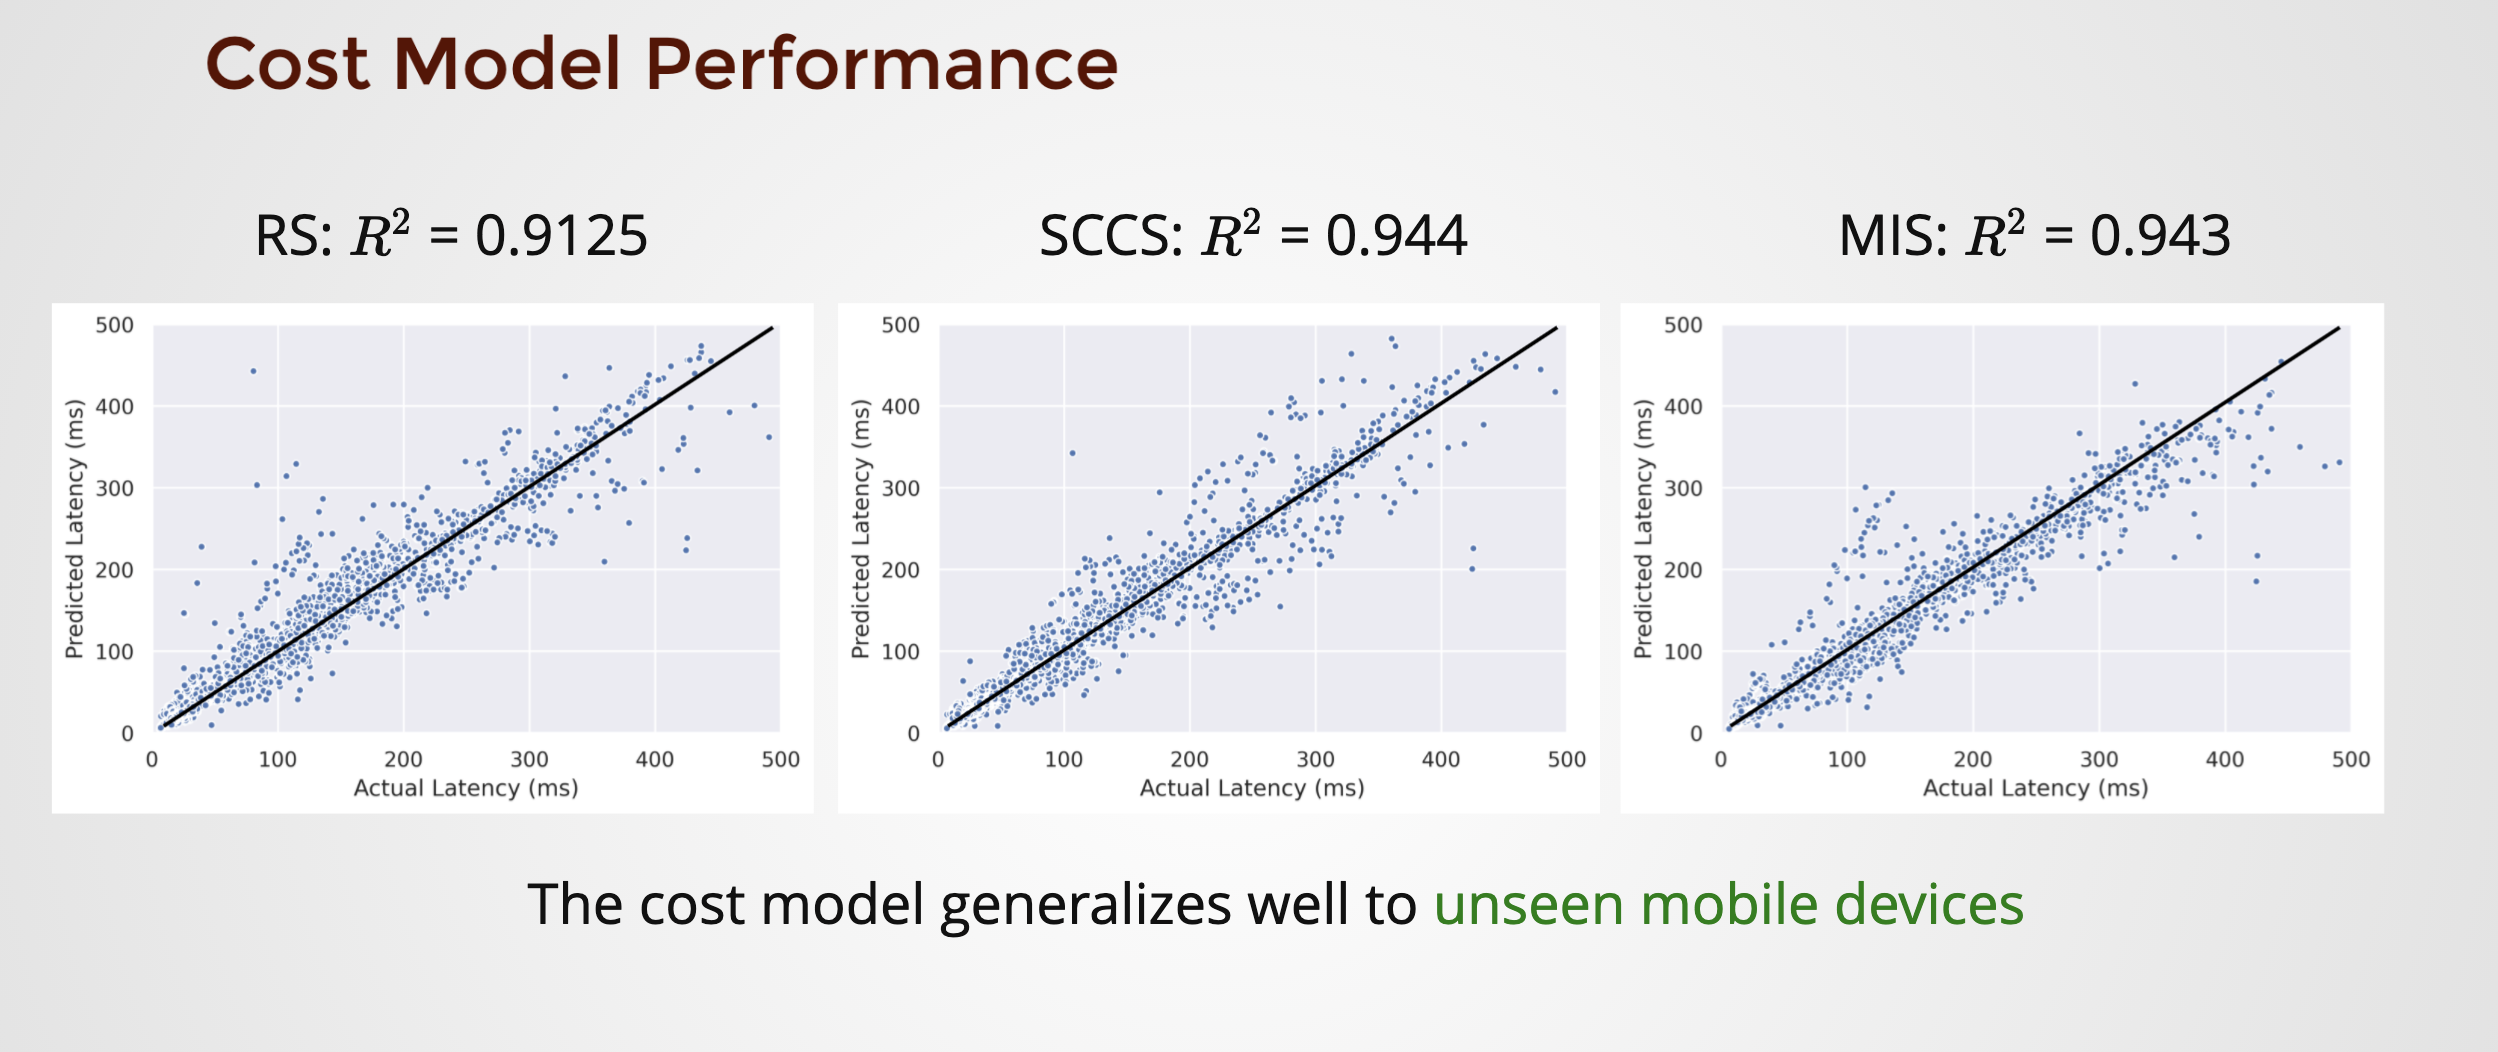 Cost Model Performance
RS: R² = 0.9125
SCCS: R² = 0.944
MIS: R² = 0.943
500
400
300
200
100
0
Predicted Latency (ms)
0 100 200 300 400 500
Actual Latency (ms)
500
400
300
200
100
0
Predicted Latency (ms)
0 100 200 300 400 500
Actual Latency (ms)
500
400
300
200
100
0
Predicted Latency (ms)
0 100 200 300 400 500
Actual Latency (ms)
The cost model generalizes well to unseen mobile devices